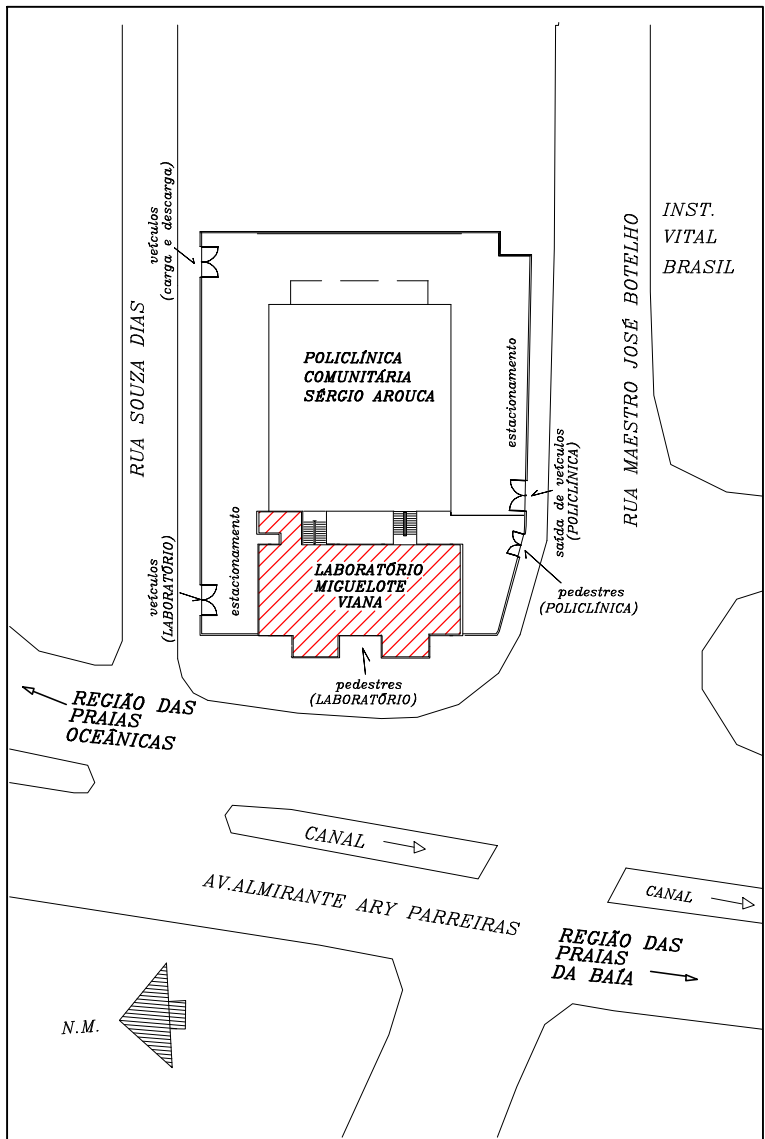 INST.
VITAL
BRASIL
veículos
(carga e descarga)
RUA SOUZA DIAS
RUA MAESTRO JOSÉ BOTELHO
POLICLÍNICA
COMUNITÁRIA
SÉRGIO AROUCA
estacionamento
saída de veículos
(POLICLÍNICA)
estacionamento
veículos
(LABORATÓRIO)
LABORATÓRIO
MIGUELOTE
VIANA
pedestres
(POLICLÍNICA)
pedestres
(LABORATÓRIO)
REGIÃO DAS
PRAIAS
OCEÂNICAS
CANAL
CANAL
AV.ALMIRANTE ARY PARREIRAS
REGIÃO DAS
PRAIAS
DA BAÍA
N.M.